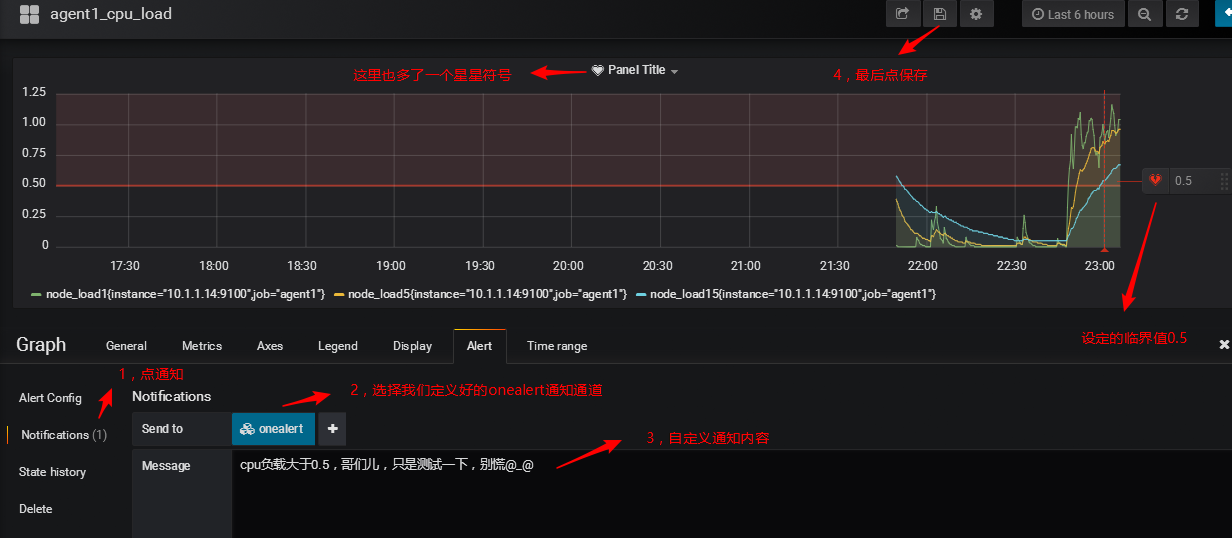 agent1_cpu_load
Last 6 hours
这里也多了一个星星符号
Panel Title
4，最后点保存
1.25
1.00
0.75
0.50
0.25
0
0.5
17:30
18:00
18:30
19:00
19:30
20:00
20:30
21:00
21:30
22:00
22:30
23:00
node_load1{instance="10.1.1.14:9100",job="agent1"}
node_load5{instance="10.1.1.14:9100",job="agent1"}
node_load15{instance="10.1.1.14:9100",job="agent1"}
设定的临界值0.5
Graph
General
Metrics
Axes
Legend
Display
Alert
Time range
1，点通知
2，选择我们定义好的onealert通知通道
Alert Config
Notifications
Notifications (1)
Send to
onealert
3，自定义通知内容
State history
Message
cpu负载大于0.5，哥们儿，只是测試一下，别慌@_@
Delete